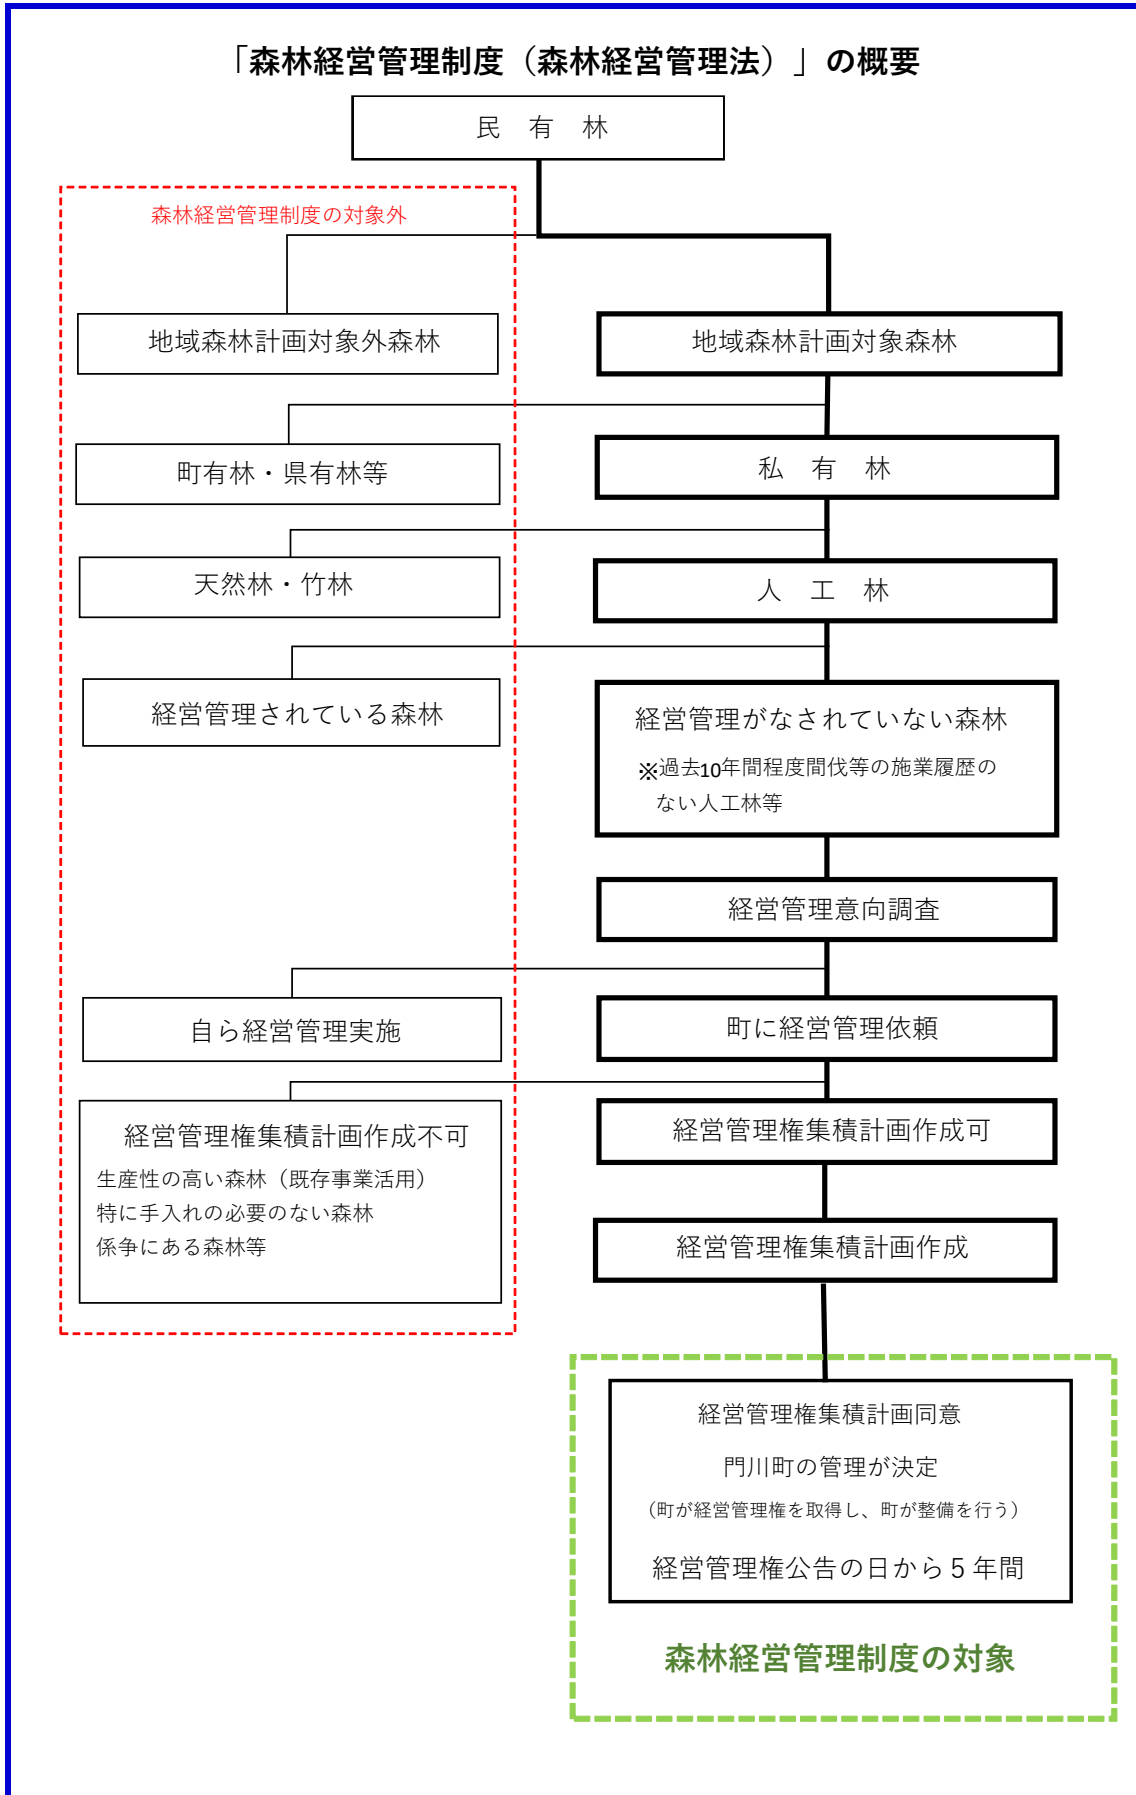 「森林経営管理制度（森林経営管理法）」の概要
民　有　林
森林経営管理制度の対象外
地域森林計画対象外森林
地域森林計画対象森林
町有林・県有林等
私　有　林
天然林・竹林
人　工　林
経営管理されている森林
経営管理がなされていない森林
※過去10年間程度間伐等の施業履歴の
ない人工林等
経営管理意向調査
自ら経営管理実施
町に経営管理依頼
経営管理権集積計画作成不可
生産性の高い森林（既存事業活用）
特に手入れの必要のない森林
係争にある森林等
経営管理権集積計画作成可
経営管理権集積計画作成
経営管理権集積計画同意
門川町の管理が決定
（町が経営管理権を取得し、町が整備を行う）
経営管理権公告の日から５年間
森林経営管理制度の対象